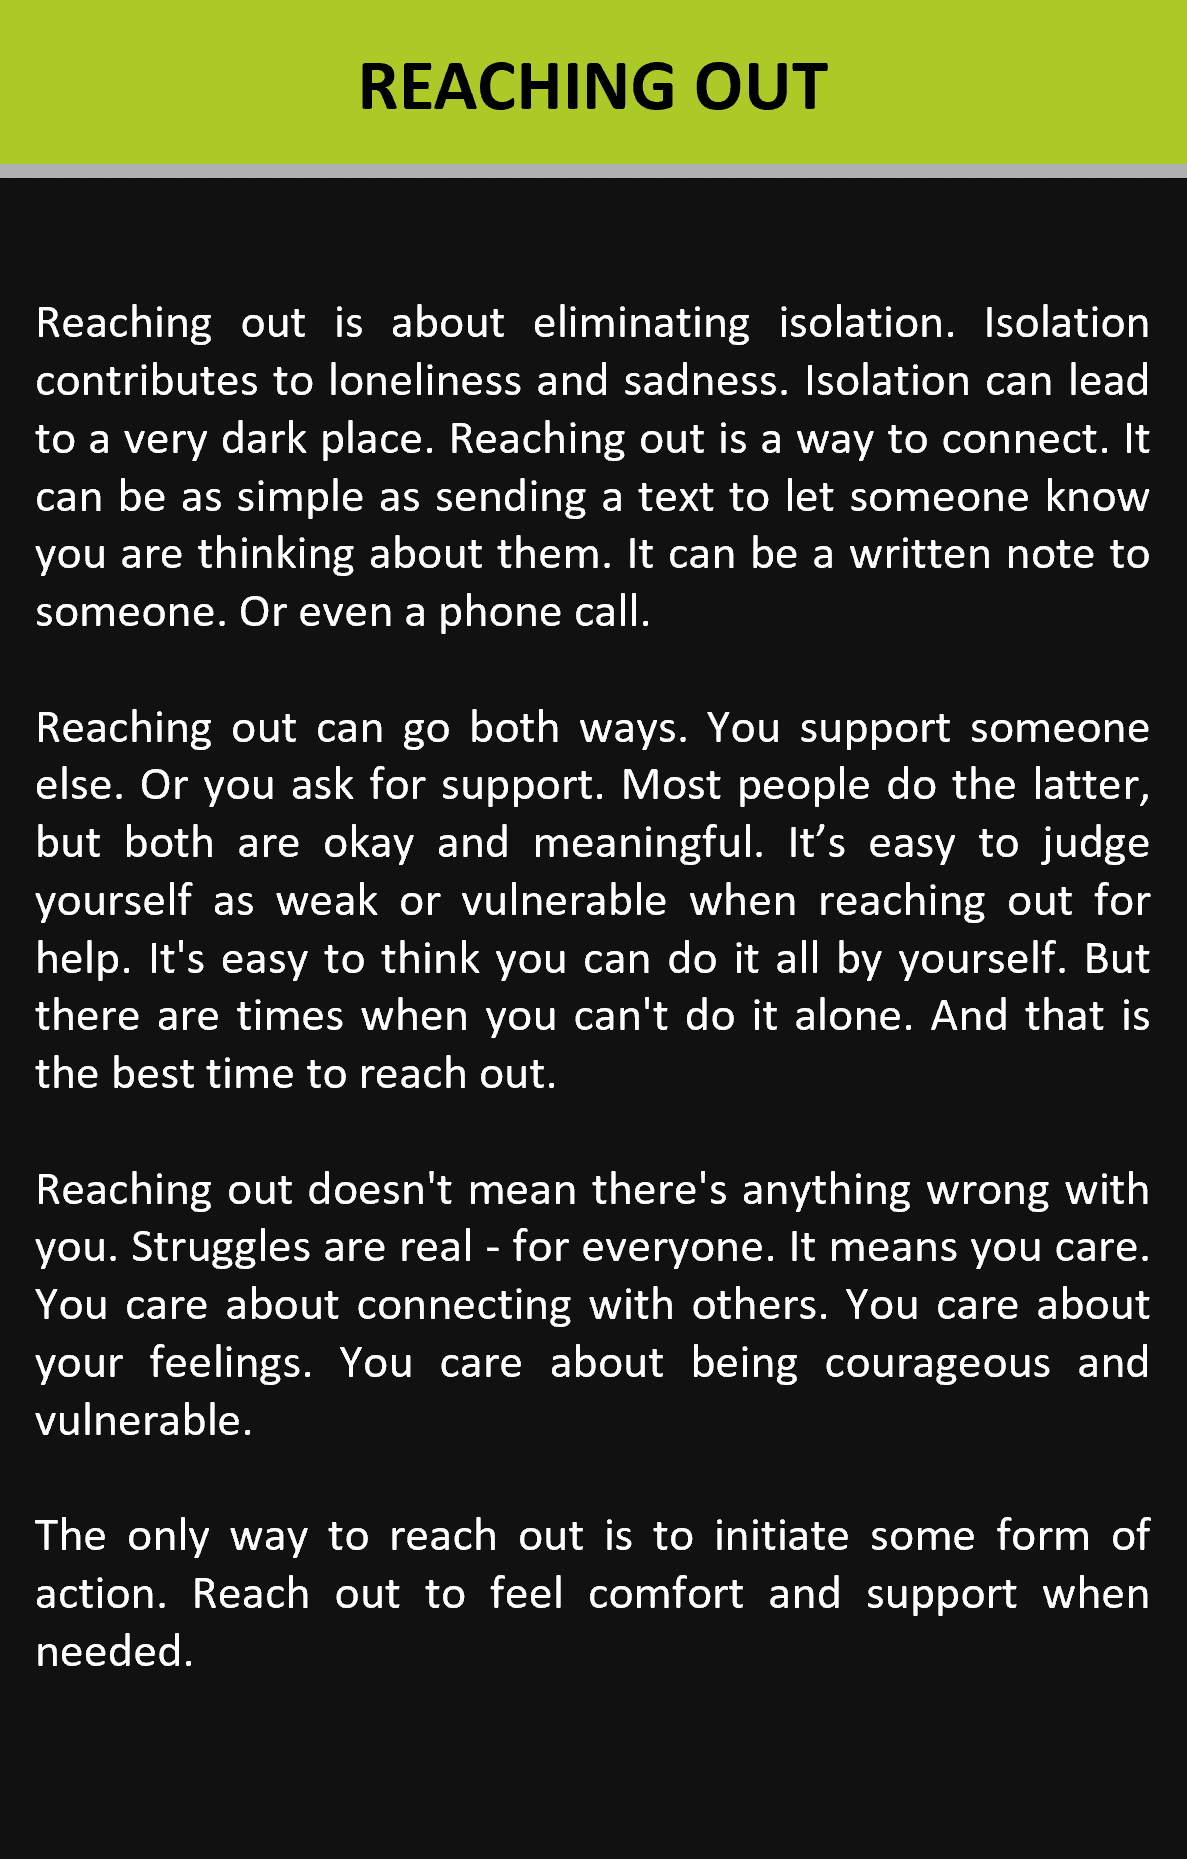 REACHING OUT
Reaching out is about eliminating isolation. Isolation
contributes to loneliness and sadness. Isolation can lead
to a very dark place. Reaching out is a way to connect. It
can be as simple as sending a text to let someone know
you are thinking about them. It can be a written note to
someone. Or even a phone call.
Reaching out can go both ways. You support someone
else. Or you ask for support. Most people do the latter,
but both are okay and meaningful. It’s easy to judge
yourself as weak or vulnerable when reaching out for
help. It's easy to think you can do it all by yourself. But
there are times when you can't do it alone. And that is
the best time to reach out.
Reaching out doesn't mean there's anything wrong with
you. Struggles are real - for everyone. It means you care.
You care about connecting with others. You care about
your feelings. You care about being courageous and
vulnerable.
The only way to reach out is to initiate some form of
action. Reach out to feel comfort and support when
needed.